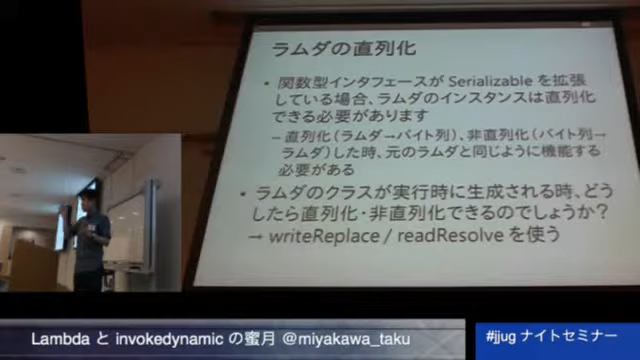 ラムダの直列化
• 関数型インタフェースが Serializable を拡張
している場合、ラムダのインスタンスは直列化
できる必要があります
– 直列化(ラムダ→バイト列)、非直列化(バイト列→
ラムダ)した時、元のラムダと同じように機能する
必要がある
• ラムダのクラスが実行時に生成される時、どう
したら直列化・非直列化できるのでしょうか?
→ writeReplace / readResolve を使う
Lambda と invokedynamic の蜜月 @miyakawa_taku
#jjug ナイトセミナー